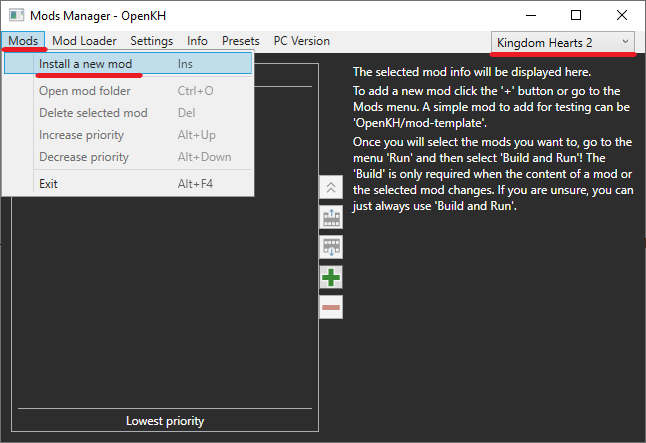 Mods Manager - OpenKH
Mods Mod Loader Settings Info Presets PC Version Kingdom Hearts 2
Install a new mod Ins
Open mod folder Ctrl+O
Delete selected mod Del
Increase priority Alt+Up
Decrease priority Alt+Down
Exit Alt+F4
The selected mod info will be displayed here.
To add a new mod click the '+' button or go to the
Mods menu. A simple mod to add for testing can be
'OpenKH/mod-template'.
Once you will select the mods you want, go to the
menu 'Run' and then select 'Build and Run'! The
'Build' is only required when the content of a mod or
the selected mod changes. If you are unsure, you can
just always use 'Build and Run'.
Lowest priority